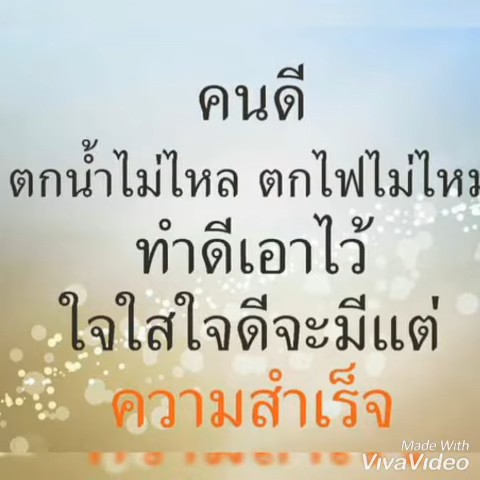 คนดี
ตกน้ำไม่ไหล ตกไฟไม่ไหม
ทำดีเอาไว้
ใจใสใจดีจะมีแต่
ความสำเร็จ
Made With
VivaVideo